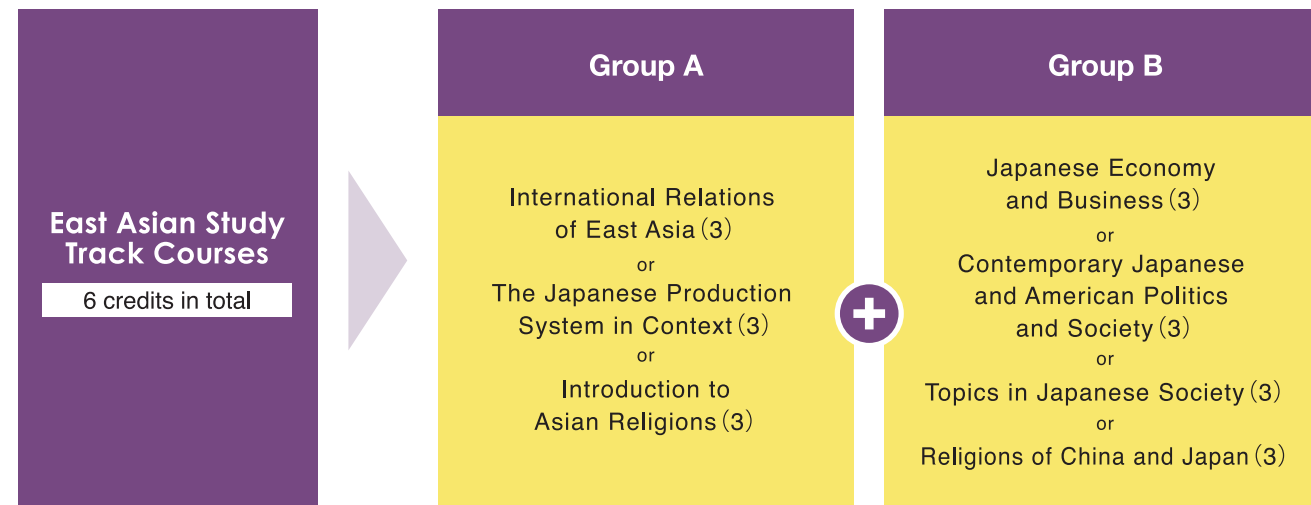 East Asian Study
Track Courses
6 credits in total
Group A
International Relations
of East Asia(3)
or
The Japanese Production
System in Context(3)
or
Introduction to
Asian Religions(3)
+
Group B
Japanese Economy
and Business(3)
or
Contemporary Japanese
and American Politics
and Society(3)
or
Topics in Japanese Society(3)
or
Religions of China and Japan(3)